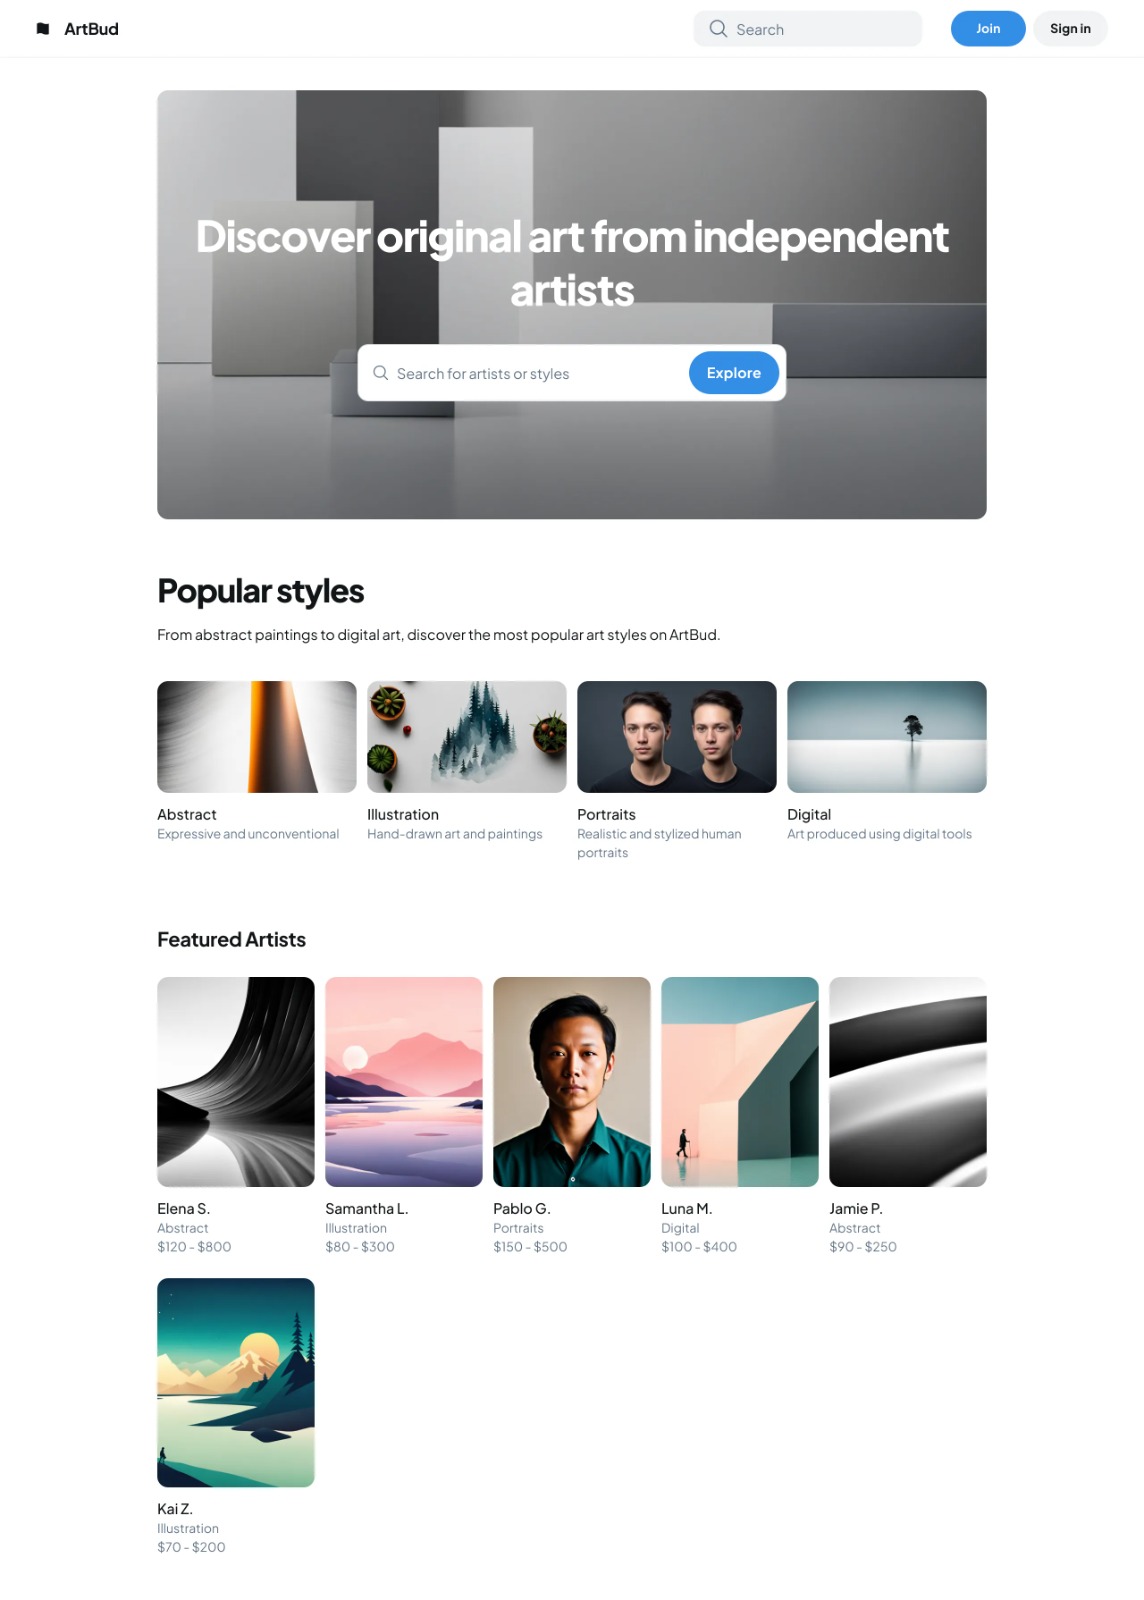 ArtBud
Search
Join
Sign in
Discover original art from independent
artists
Search for artists or styles
Explore
Popular styles
From abstract paintings to digital art, discover the most popular art styles on ArtBud.
Abstract
Expressive and unconventional
Illustration
Hand-drawn art and paintings
Portraits
Realistic and stylized human
portraits
Digital
Art produced using digital tools
Featured Artists
Elena S.
Abstract
$120 - $800
Samantha L.
Illustration
$80 - $300
Pablo G.
Portraits
$150 - $500
Luna M.
Digital
$100 - $400
Jamie P.
Abstract
$90 - $250
Kai Z.
Illustration
$70 - $200